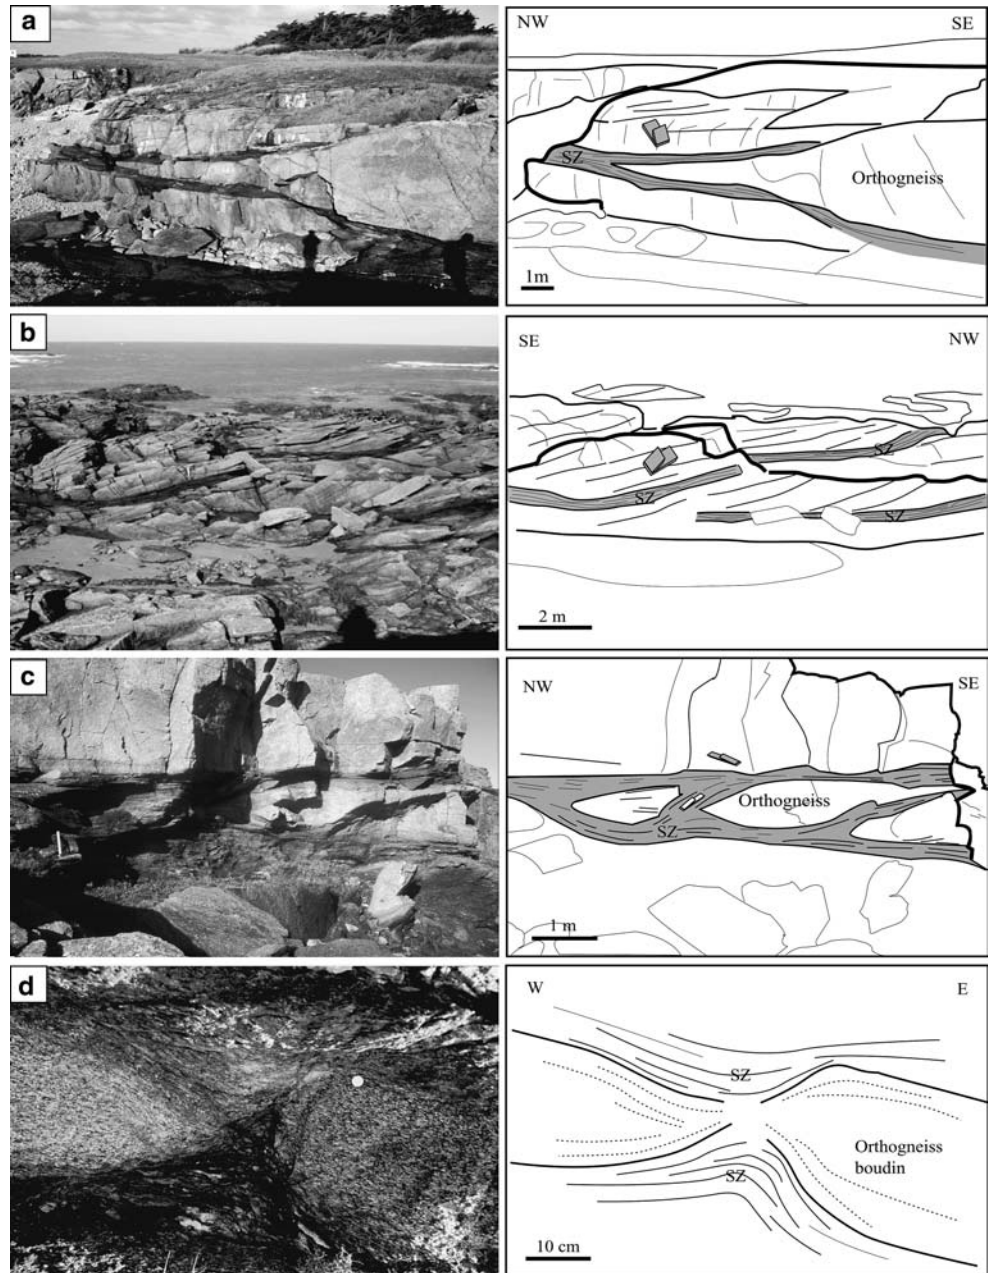 a
NW
SE
SZ
Orthogneiss
1m
b
SE
NW
SZ
SZ
SZ
2 m
c
NW
SE
Orthogneiss
SZ
1 m
d
W
E
SZ
Orthogneiss
boudin
SZ
10 cm